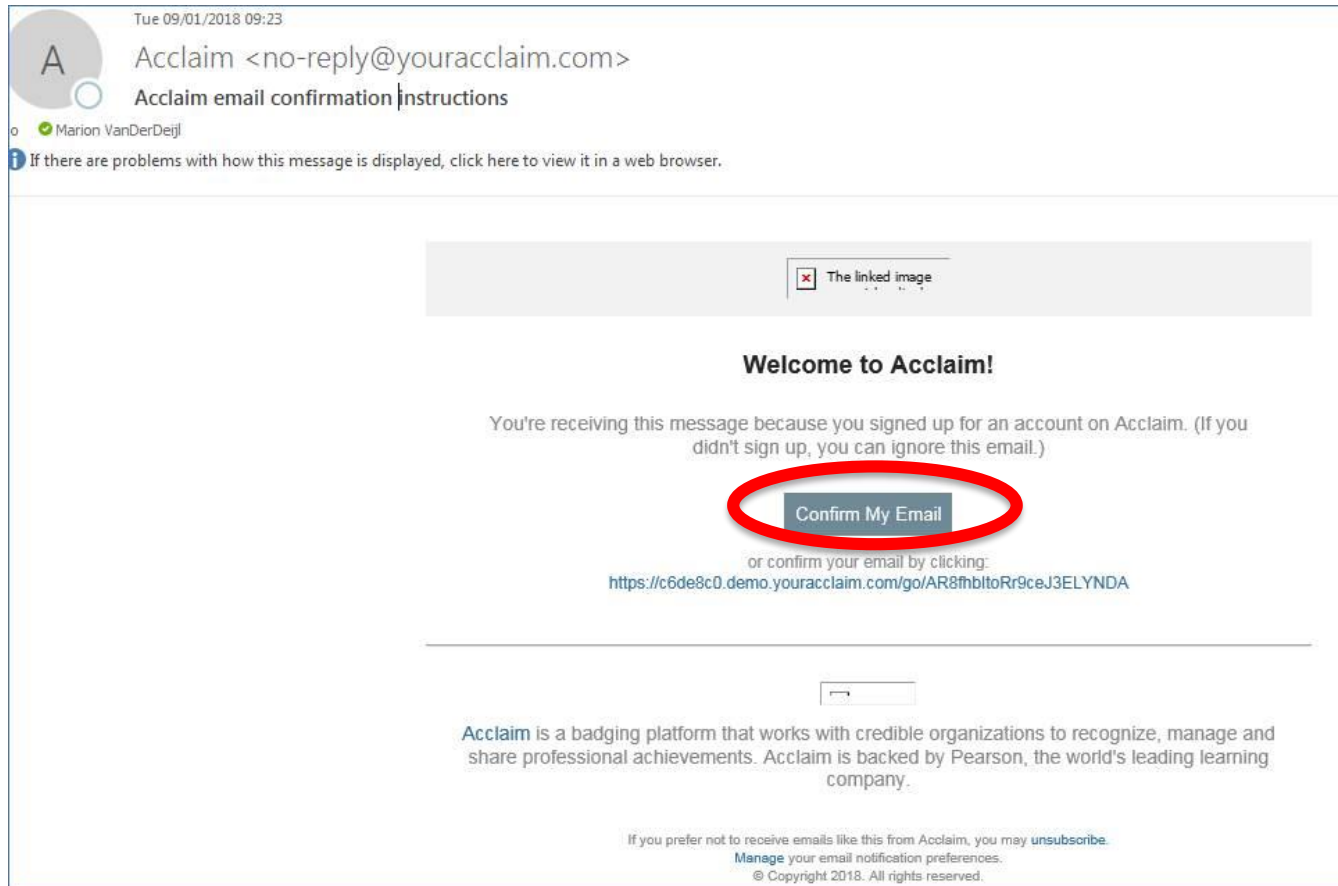 Tue 09/01/2018 09:23
A
Acclaim <no-reply@youracclaim.com>
Acclaim email confirmation instructions
o Marion VanDerDeijl
If there are problems with how this message is displayed, click here to view it in a web browser.
The linked image
Welcome to Acclaim!
You're receiving this message because you signed up for an account on Acclaim. (If you
didn't sign up, you can ignore this email.)
Confirm My Email
or confirm your email by clicking:
https://c6de8c0.demo.youracclaim.com/go/AR8fhbltoRr9ceJ3ELYNDA
Acclaim is a badging platform that works with credible organizations to recognize, manage and
share professional achievements. Acclaim is backed by Pearson, the world's leading learning
company.
If you prefer not to receive emails like this from Acclaim, you may unsubscribe.
Manage your email notification preferences.
© Copyright 2018. All rights reserved.